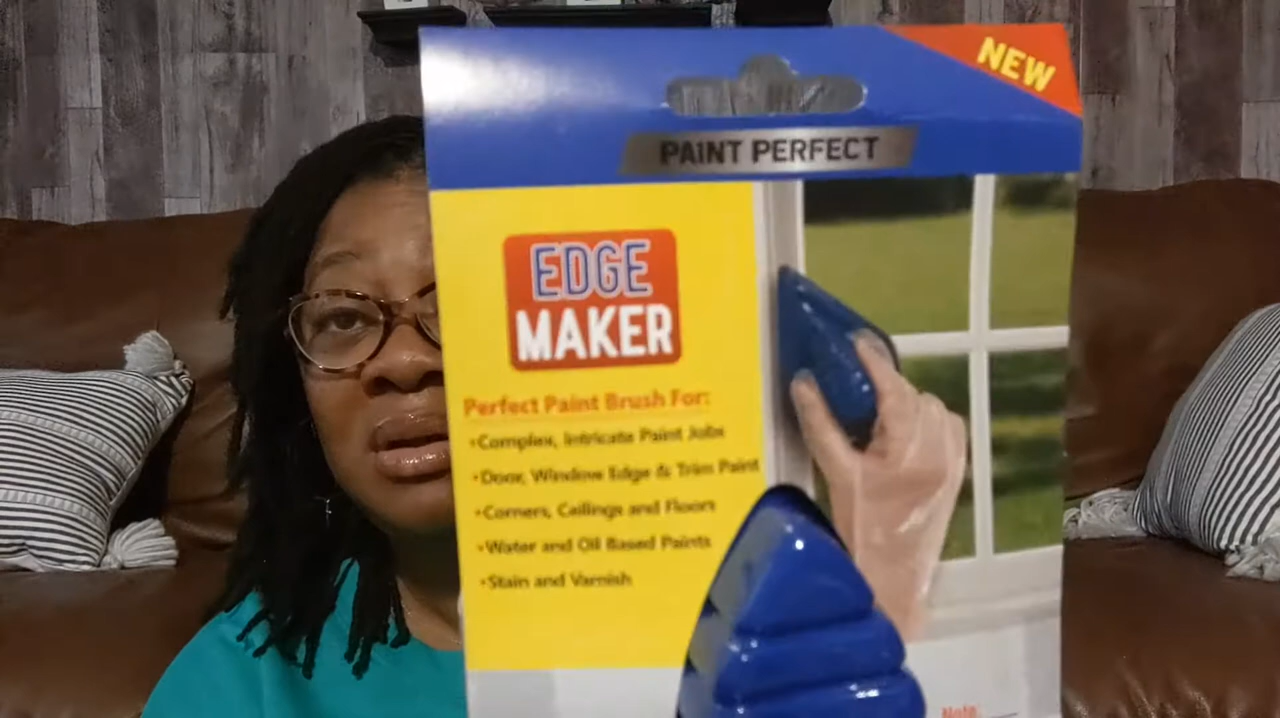 NEW
PAINT PERFECT
EDGE
MAKER
Perfect Paint Brush For:
•Complex, Intricate Paint Jobs
•Door, Window Edge & Trim Paint
•Corners, Ceilings and Floors
•Water and Oil Based Paints
•Stain and Varnish
Note